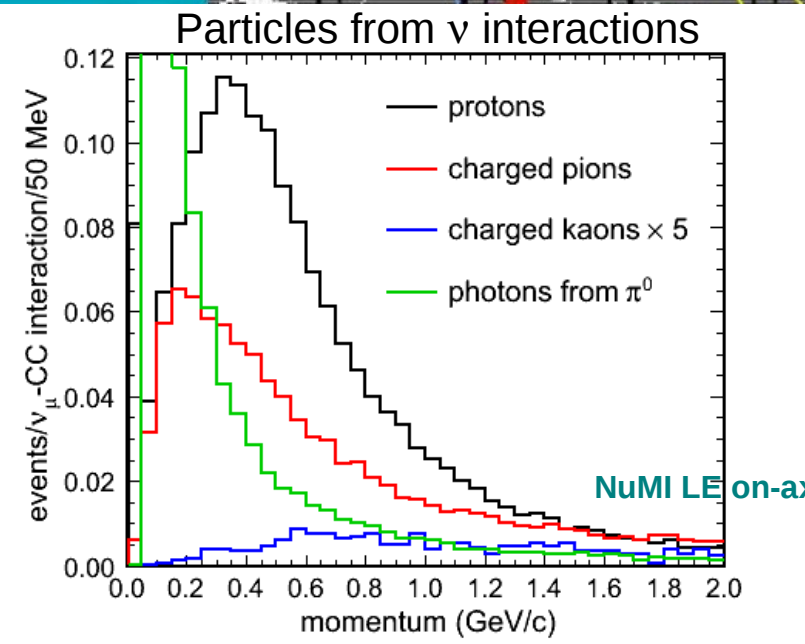 Particles from ν interactions
events/ν_μ-CC interaction/50 MeV
0.12
0.10
0.08
0.06
0.04
0.02
0.00
protons
charged pions
charged kaons × 5
photons from π⁰
NuMI LE on-ax
0.0 0.2 0.4 0.6 0.8 1.0 1.2 1.4 1.6 1.8 2.0
momentum (GeV/c)